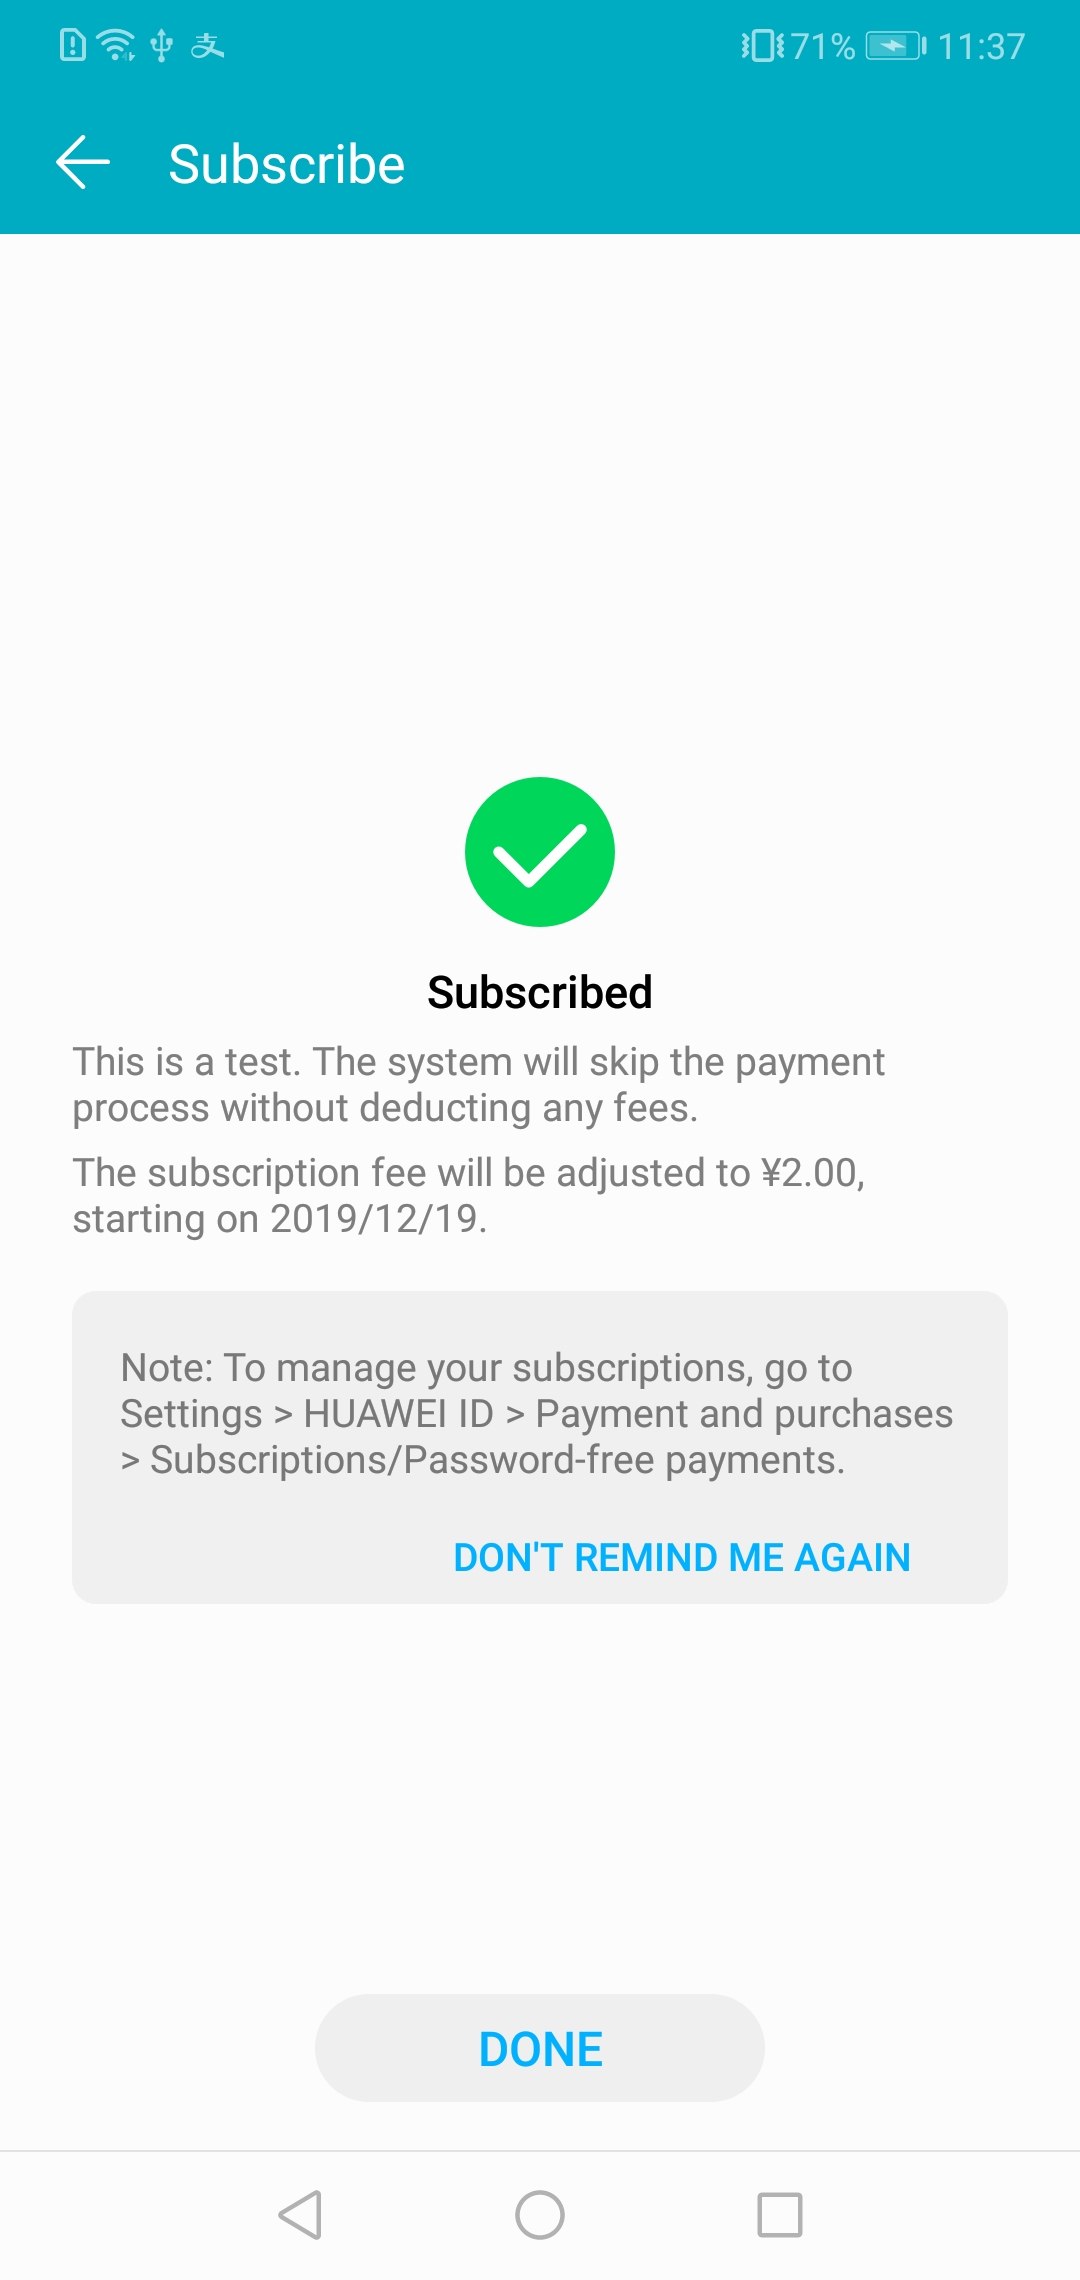 支
71% 11:37
Subscribe
Subscribed
This is a test. The system will skip the payment
process without deducting any fees.
The subscription fee will be adjusted to ¥2.00,
starting on 2019/12/19.
Note: To manage your subscriptions, go to
Settings > HUAWEI ID > Payment and purchases
> Subscriptions/Password-free payments.
DON'T REMIND ME AGAIN
DONE